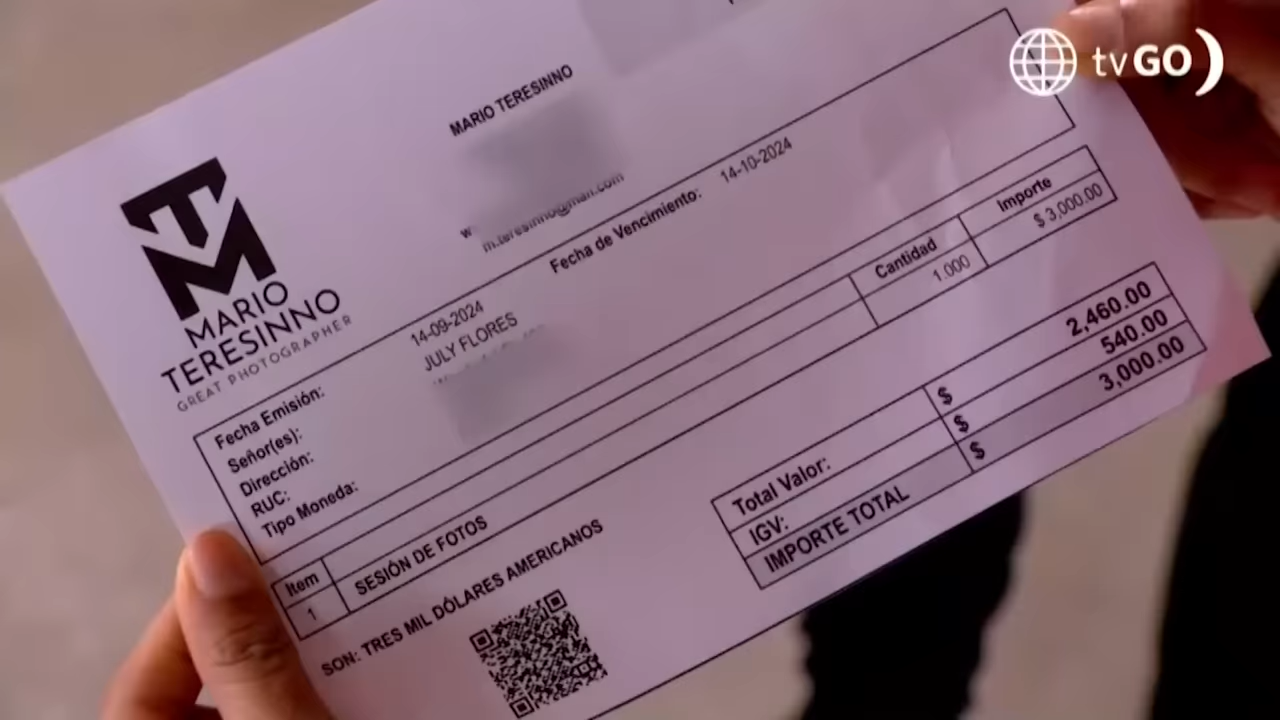 tvGO
MARIO TERESINNO
m.teresinno@mail.com
MARIO
TERESINNO
GREAT PHOTOGRAPHER
Fecha Emisión: 14-09-2024 Fecha de Vencimiento: 14-10-2024
Señor(es): JULY FLORES
Dirección:
RUC:
Tipo Moneda:
Item Cantidad Importe
1 SESIÓN DE FOTOS 1.000 $ 3,000.00
SON: TRES MIL DÓLARES AMERICANOS
Total Valor: $ 2,460.00
IGV: $ 540.00
IMPORTE TOTAL $ 3,000.00